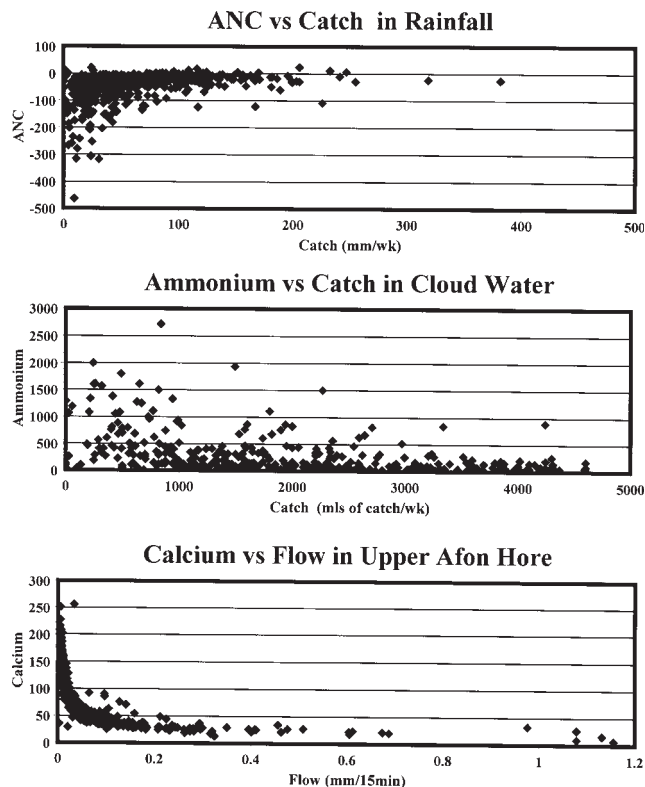 ANC vs Catch in Rainfall
100
0
-100
-200
-300
-400
-500
ANC
0 100 200 300 400 500
Catch (mm/wk)
Ammonium vs Catch in Cloud Water
3000
2500
2000
1500
1000
500
0
Ammonium
0 1000 2000 3000 4000 5000
Catch (mls of catch/wk)
Calcium vs Flow in Upper Afon Hore
300
250
200
150
100
50
0
Calcium
0 0.2 0.4 0.6 0.8 1 1.2
Flow (mm/15min)